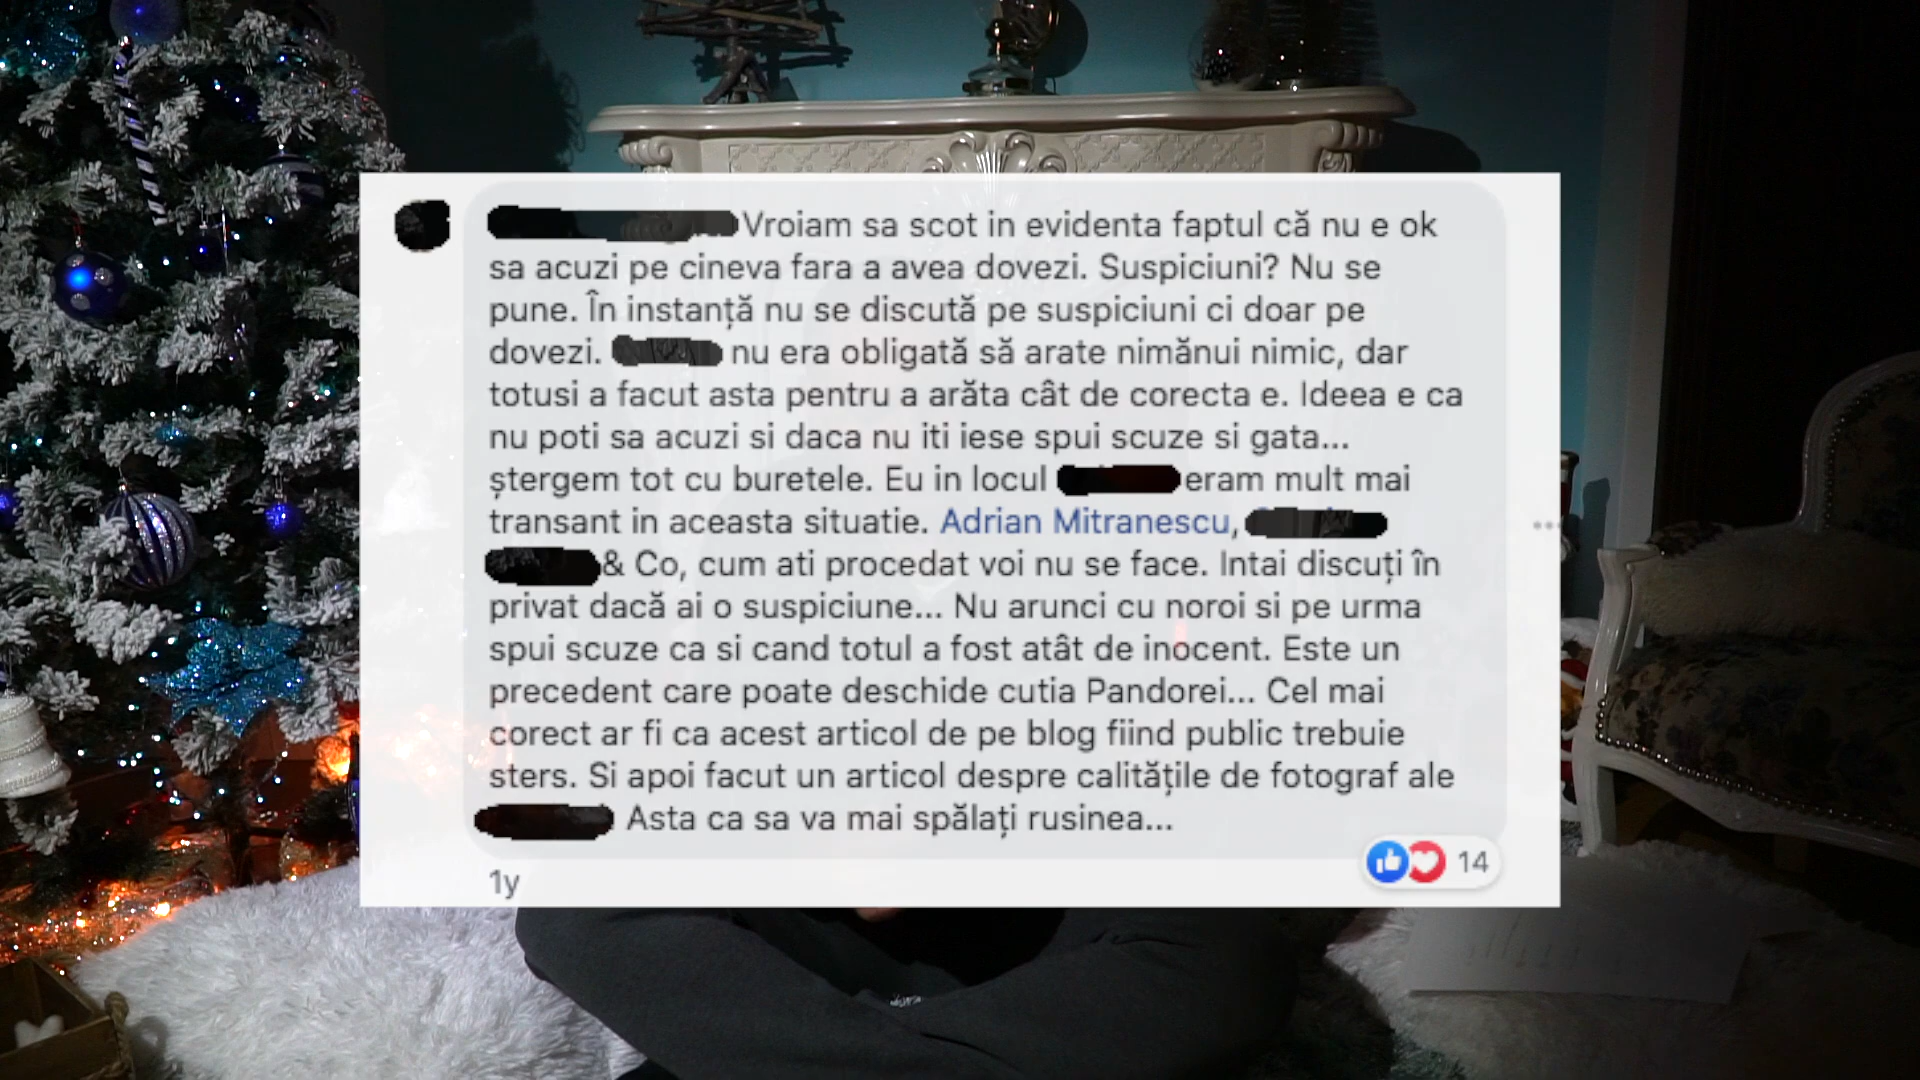 Vroiam sa scot in evidenta faptul că nu e ok
sa acuzi pe cineva fara a avea dovezi. Suspiciuni? Nu se
pune. În instanță nu se discută pe suspiciuni ci doar pe
dovezi. nu era obligată să arate nimănui nimic, dar
totusi a facut asta pentru a arăta cât de corecta e. Ideea e ca
nu poti sa acuzi si daca nu iti iese spui scuze si gata...
ștergem tot cu buretele. Eu in locul eram mult mai
transant in aceasta situatie. Adrian Mitranescu,
& Co, cum ati procedat voi nu se face. Intai discuți în
privat dacă ai o suspiciune... Nu arunci cu noroi si pe urma
spui scuze ca si cand totul a fost atât de inocent. Este un
precedent care poate deschide cutia Pandorei... Cel mai
corect ar fi ca acest articol de pe blog fiind public trebuie
sters. Si apoi facut un articol despre calitățile de fotograf ale
Asta ca sa va mai spălați rusinea...
14
1y